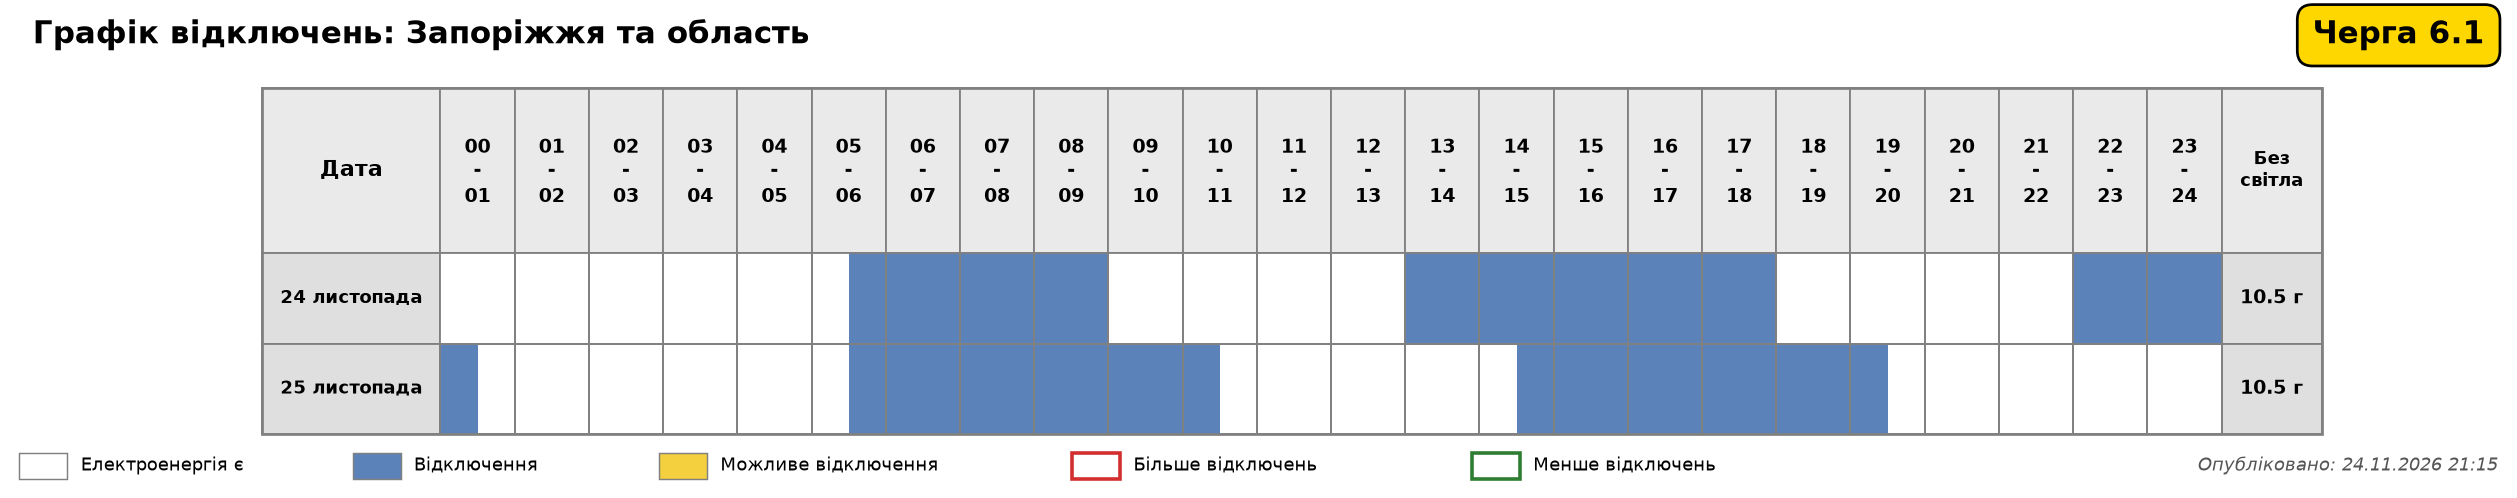 Графік відключень: Запоріжжя та область
Черга 6.1
Дата
00 - 01
01 - 02
02 - 03
03 - 04
04 - 05
05 - 06
06 - 07
07 - 08
08 - 09
09 - 10
10 - 11
11 - 12
12 - 13
13 - 14
14 - 15
15 - 16
16 - 17
17 - 18
18 - 19
19 - 20
20 - 21
21 - 22
22 - 23
23 - 24
Без
світла
24 листопада
10.5 г
25 листопада
10.5 г
Електроенергія є
Відключення
Можливе відключення
Більше відключень
Менше відключень
Опубліковано: 24.11.2026 21:15